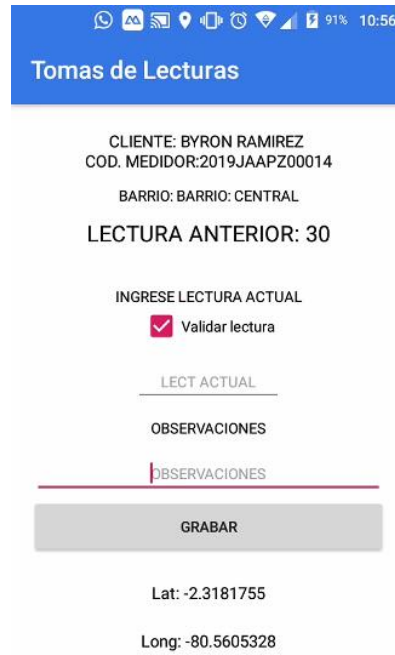 91% 10:56
Tomas de Lecturas
CLIENTE: BYRON RAMIREZ
COD. MEDIDOR:2019JAAPZ00014
BARRIO: BARRIO: CENTRAL
LECTURA ANTERIOR: 30
INGRESE LECTURA ACTUAL
Validar lectura
LECT ACTUAL
OBSERVACIONES
OBSERVACIONES
GRABAR
Lat: -2.3181755
Long: -80.5605328